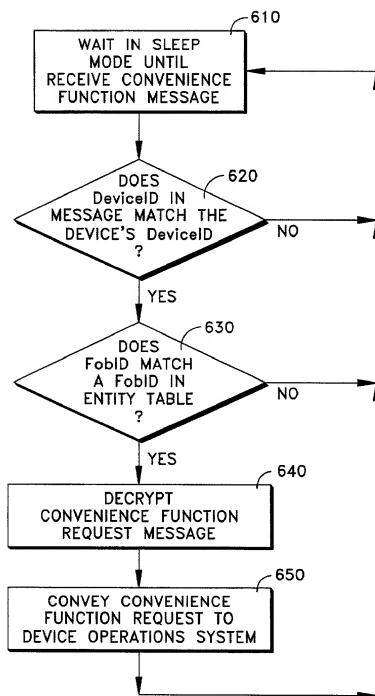 610
WAIT IN SLEEP
MODE UNTIL
RECEIVE CONVENIENCE
FUNCTION MESSAGE
620
DOES
DeviceID IN
MESSAGE MATCH THE
DEVICE'S DeviceID
?
NO
YES
630
DOES
FobID MATCH
A FobID IN
ENTITY TABLE
?
NO
YES
640
DECRYPT
CONVENIENCE FUNCTION
REQUEST MESSAGE
650
CONVEY CONVENIENCE
FUNCTION REQUEST TO
DEVICE OPERATIONS SYSTEM